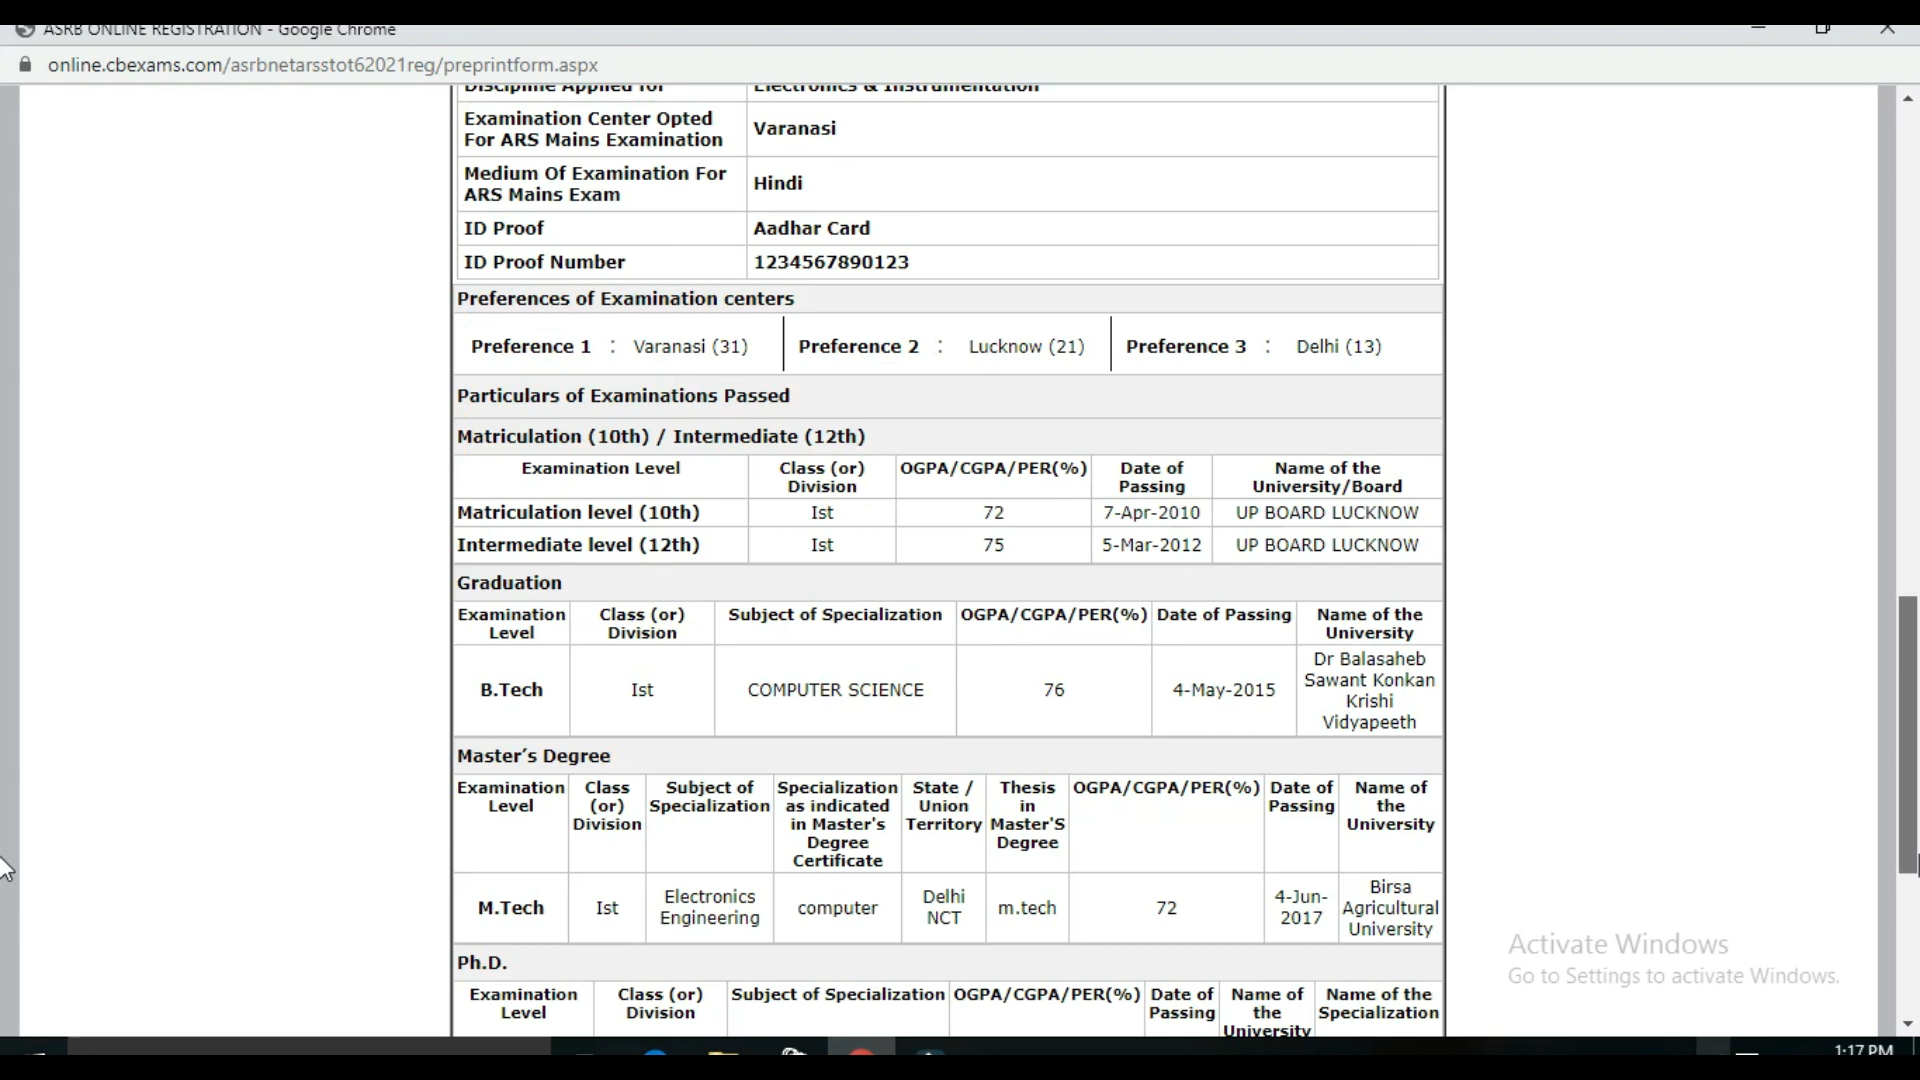 ASRB ONLINE REGISTRATION - Google Chrome
online.cbexams.com/asrbnetarsstot62021reg/preprintform.aspx
Discipline Applied for Electronics & Instrumentation
Examination Center Opted
For ARS Mains Examination
Varanasi
Medium Of Examination For
ARS Mains Exam
Hindi
ID Proof Aadhar Card
ID Proof Number 1234567890123
Preferences of Examination centers
Preference 1 : Varanasi (31) Preference 2 : Lucknow (21) Preference 3 : Delhi (13)
Particulars of Examinations Passed
Matriculation (10th) / Intermediate (12th)
Examination Level
Class (or)
Division
OGPA/CGPA/PER(%)
Date of
Passing
Name of the
University/Board
Matriculation level (10th) Ist 72 7-Apr-2010 UP BOARD LUCKNOW
Intermediate level (12th) Ist 75 5-Mar-2012 UP BOARD LUCKNOW
Graduation
Examination
Level
Class (or)
Division
Subject of Specialization
OGPA/CGPA/PER(%)
Date of Passing
Name of the
University
B.Tech
Ist
COMPUTER SCIENCE
76
4-May-2015
Dr Balasaheb
Sawant Konkan
Krishi
Vidyapeeth
Master's Degree
Examination
Level
Class
(or)
Division
Subject of
Specialization
Specialization
as indicated
in Master's
Degree
Certificate
State /
Union
Territory
Thesis
in
Master'S
Degree
OGPA/CGPA/PER(%)
Date of
Passing
Name of
the
University
M.Tech
Ist
Electronics
Engineering
computer
Delhi
NCT
m.tech
72
4-Jun-
2017
Birsa
Agricultural
University
Ph.D.
Examination
Level
Class (or)
Division
Subject of Specialization
OGPA/CGPA/PER(%)
Date of
Passing
Name of
the
University
Name of the
Specialization
Activate Windows
Go to Settings to activate Windows.
1:17 PM